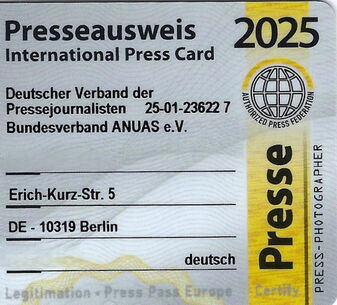 Presseausweis 2025
International Press Card
Deutscher Verband der
Pressejournalisten 25-01-23622 7
Bundesverband ANUAS e.V.
AUTHORIZED PRESS FEDERATION
Erich-Kurz-Str. 5
DE - 10319 Berlin
deutsch
Presse
PRESS-PHOTOGRAPHER
Legitimation • Press Pass Europe • Certify